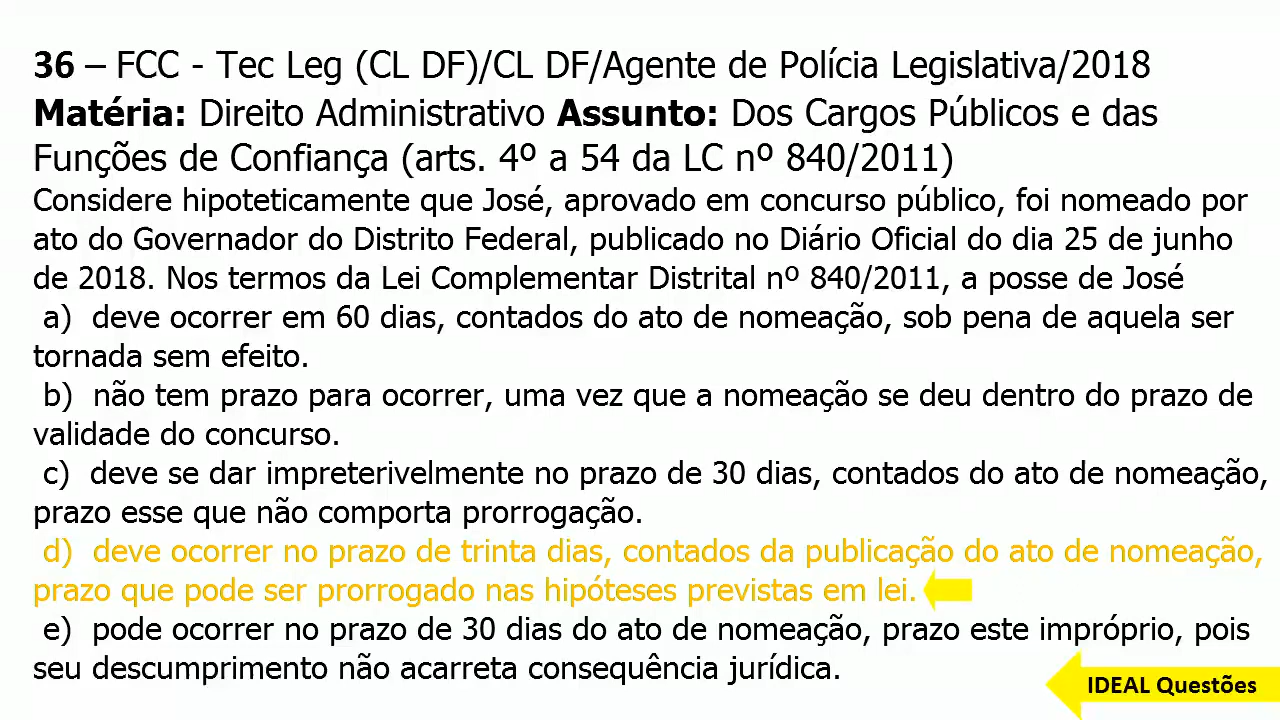 36 – FCC - Tec Leg (CL DF)/CL DF/Agente de Polícia Legislativa/2018
Matéria: Direito Administrativo Assunto: Dos Cargos Públicos e das
Funções de Confiança (arts. 4º a 54 da LC nº 840/2011)
Considere hipoteticamente que José, aprovado em concurso público, foi nomeado por
ato do Governador do Distrito Federal, publicado no Diário Oficial do dia 25 de junho
de 2018. Nos termos da Lei Complementar Distrital nº 840/2011, a posse de José
a) deve ocorrer em 60 dias, contados do ato de nomeação, sob pena de aquela ser
tornada sem efeito.
b) não tem prazo para ocorrer, uma vez que a nomeação se deu dentro do prazo de
validade do concurso.
c) deve se dar impreterivelmente no prazo de 30 dias, contados do ato de nomeação,
prazo esse que não comporta prorrogação.
d) deve ocorrer no prazo de trinta dias, contados da publicação do ato de nomeação,
prazo que pode ser prorrogado nas hipóteses previstas em lei.
e) pode ocorrer no prazo de 30 dias do ato de nomeação, prazo este impróprio, pois
seu descumprimento não acarreta consequência jurídica.
IDEAL Questões